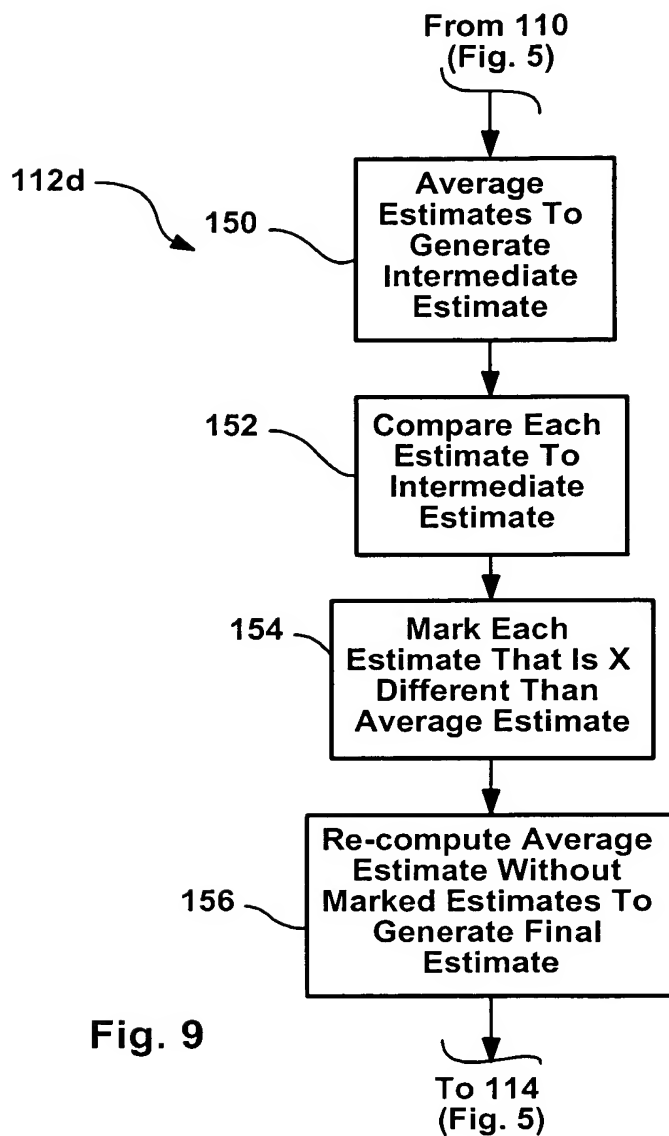 From 110
(Fig. 5)
112d
150
Average
Estimates To
Generate
Intermediate
Estimate
152
Compare Each
Estimate To
Intermediate
Estimate
154
Mark Each
Estimate That Is X
Different Than
Average Estimate
156
Re-compute Average
Estimate Without
Marked Estimates To
Generate Final
Estimate
Fig. 9
To 114
(Fig. 5)